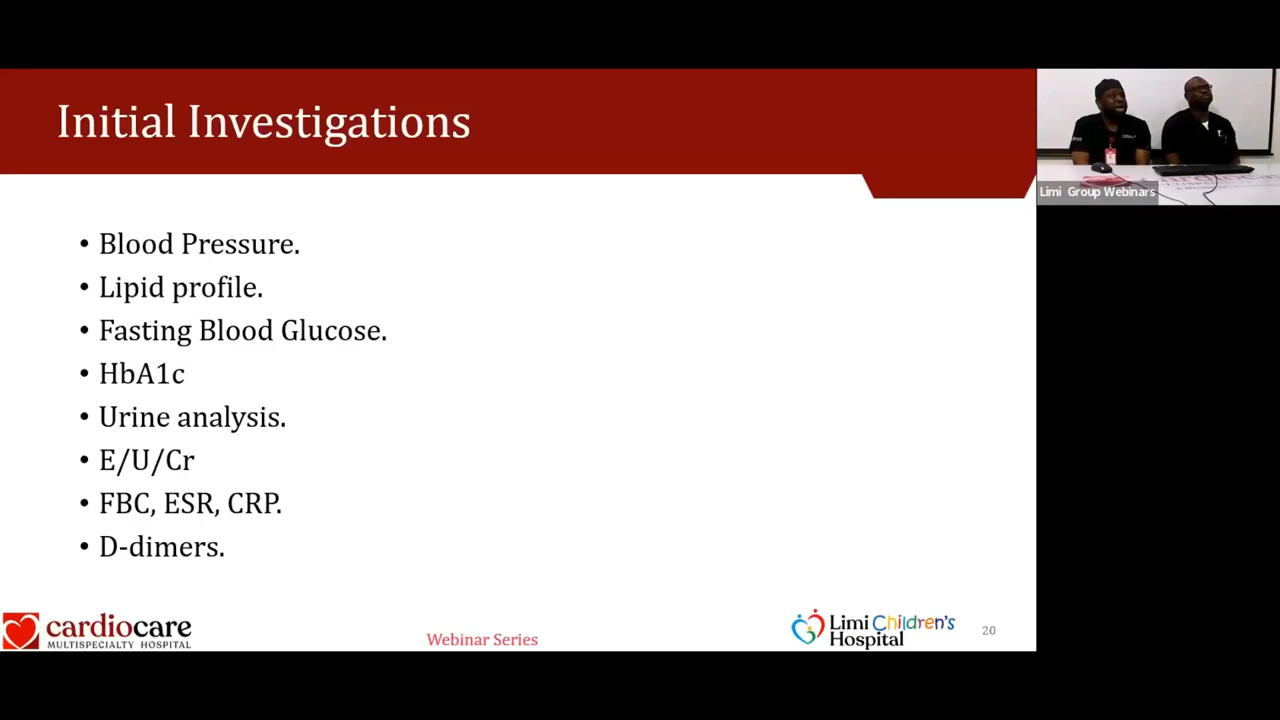 Initial Investigations
• Blood Pressure.
• Lipid profile.
• Fasting Blood Glucose.
• HbA1c
• Urine analysis.
• E/U/Cr
• FBC, ESR, CRP.
• D-dimers.
cardiocare
MULTISPECIALTY HOSPITAL
Webinar Series
Limi Children's
Hospital
20
Limi Group Webinars